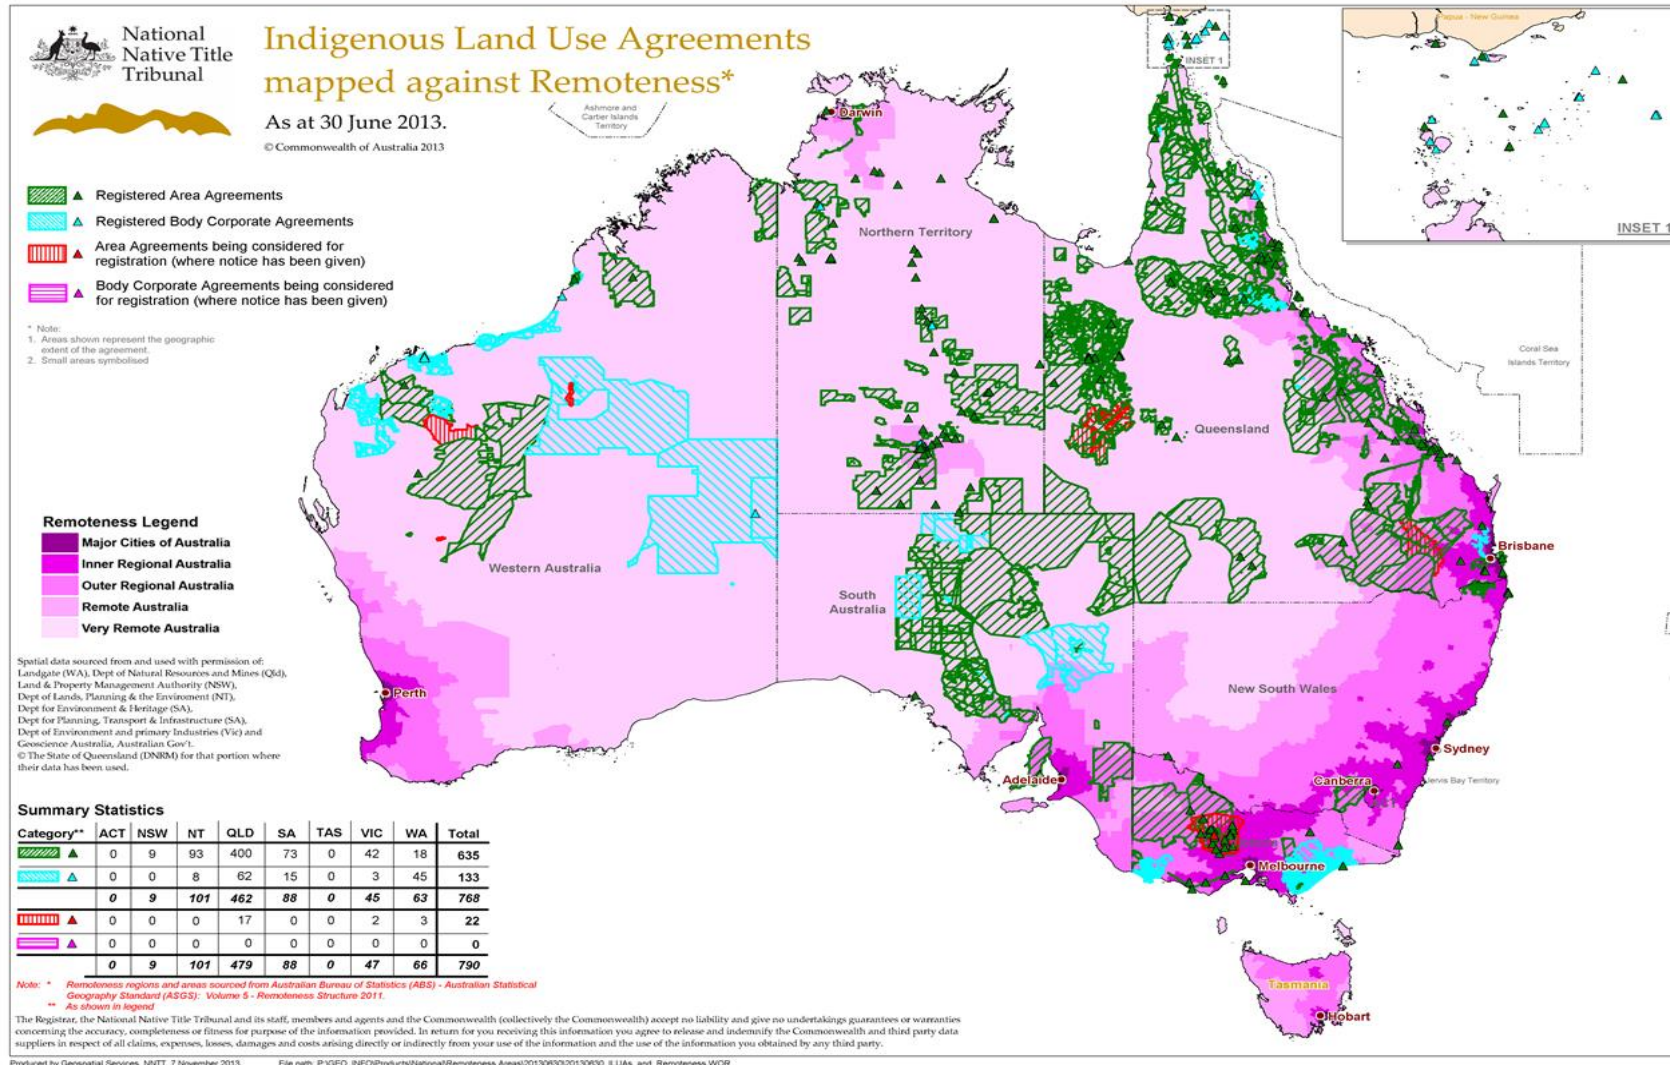 National
Native Title
Tribunal
Indigenous Land Use Agreements
mapped against Remoteness*
As at 30 June 2013.
© Commonwealth of Australia 2013
Registered Area Agreements
Registered Body Corporate Agreements
Area Agreements being considered for
registration (where notice has been given)
Body Corporate Agreements being considered
for registration (where notice has been given)
* Note:
1. Areas shown represent the geographic
extent of the agreement.
2. Small areas symbolised
Remoteness Legend
Major Cities of Australia
Inner Regional Australia
Outer Regional Australia
Remote Australia
Very Remote Australia
Spatial data sourced from and used with permission of:
Landgate (WA), Dept of Natural Resources and Mines (Qld),
Land & Property Management Authority (NSW),
Dept of Lands, Planning & the Enviroment (NT),
Dept for Environment & Heritage (SA),
Dept for Planning, Transport & Infrastructure (SA),
Dept of Environment and primary Industries (Vic) and
Geoscience Australia, Australian Gov't.
© The State of Queensland (DNRM) for that portion where
their data has been used.
Ashmore and
Cartier Islands
Territory
Darwin
INSET 1
Papua - New Guinea
INSET 1
Northern Territory
Coral Sea
Islands Territory
Queensland
Western Australia
South
Australia
Brisbane
New South Wales
Perth
Sydney
Adelaide
Canberra
Jervis Bay Territory
Melbourne
Tasmania
Hobart
Summary Statistics
Category** ACT NSW NT QLD SA TAS VIC WA Total
0 9 93 400 73 0 42 18 635
0 0 8 62 15 0 3 45 133
0 9 101 462 88 0 45 63 768
0 0 0 17 0 0 2 3 22
0 0 0 0 0 0 0 0 0
0 9 101 479 88 0 47 66 790
Note: * Remoteness regions and areas sourced from Australian Bureau of Statistics (ABS) - Australian Statistical
Geography Standard (ASGS): Volume 5 - Remoteness Structure 2011.
** As shown in legend
The Registrar, the National Native Title Tribunal and its staff, members and agents and the Commonwealth (collectively the Commonwealth) accept no liability and give no undertakings guarantees or warranties
concerning the accuracy, completeness or fitness for purpose of the information provided. In return for you receiving this information you agree to release and indemnify the Commonwealth and third party data
suppliers in respect of all claims, expenses, losses, damages and costs arising directly or indirectly from your use of the information and the use of the information you obtained by any third party.
Produced by Geospatial Services, NNTT, 7 November 2013.